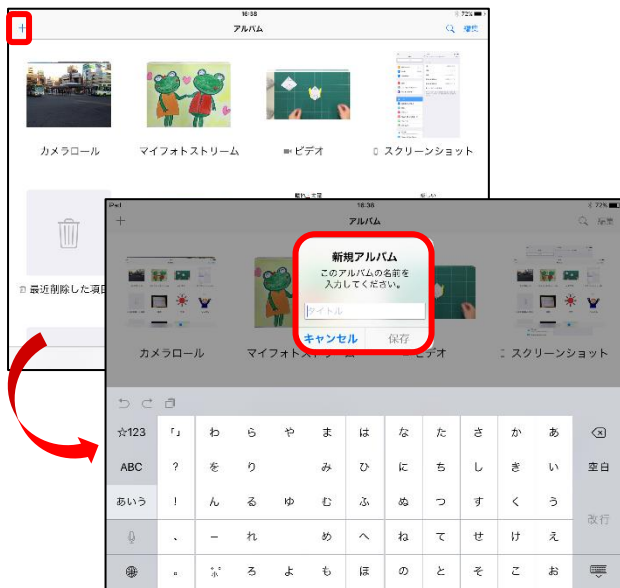 16:38
72%
+
アルバム
編集
カメラロール
マイフォトストリーム
ビデオ
スクリーンショット
最近削除した項目
iPad
16:38
72%
+
アルバム
編集
新規アルバム
このアルバムの名前を
入力してください。
タイトル
キャンセル
保存
カメラロール
マイフォトス
デオ
スクリーンショット
☆123
「」
わ
ら
や
ま
は
な
た
さ
か
あ
ABC
?
を
り
み
ひ
に
ち
し
き
い
空白
あいう
!
ん
る
ゆ
む
ふ
ぬ
つ
す
く
う
改行
、
ー
れ
め
へ
ね
て
せ
け
え
。
ろ
よ
も
ほ
の
と
そ
こ
お